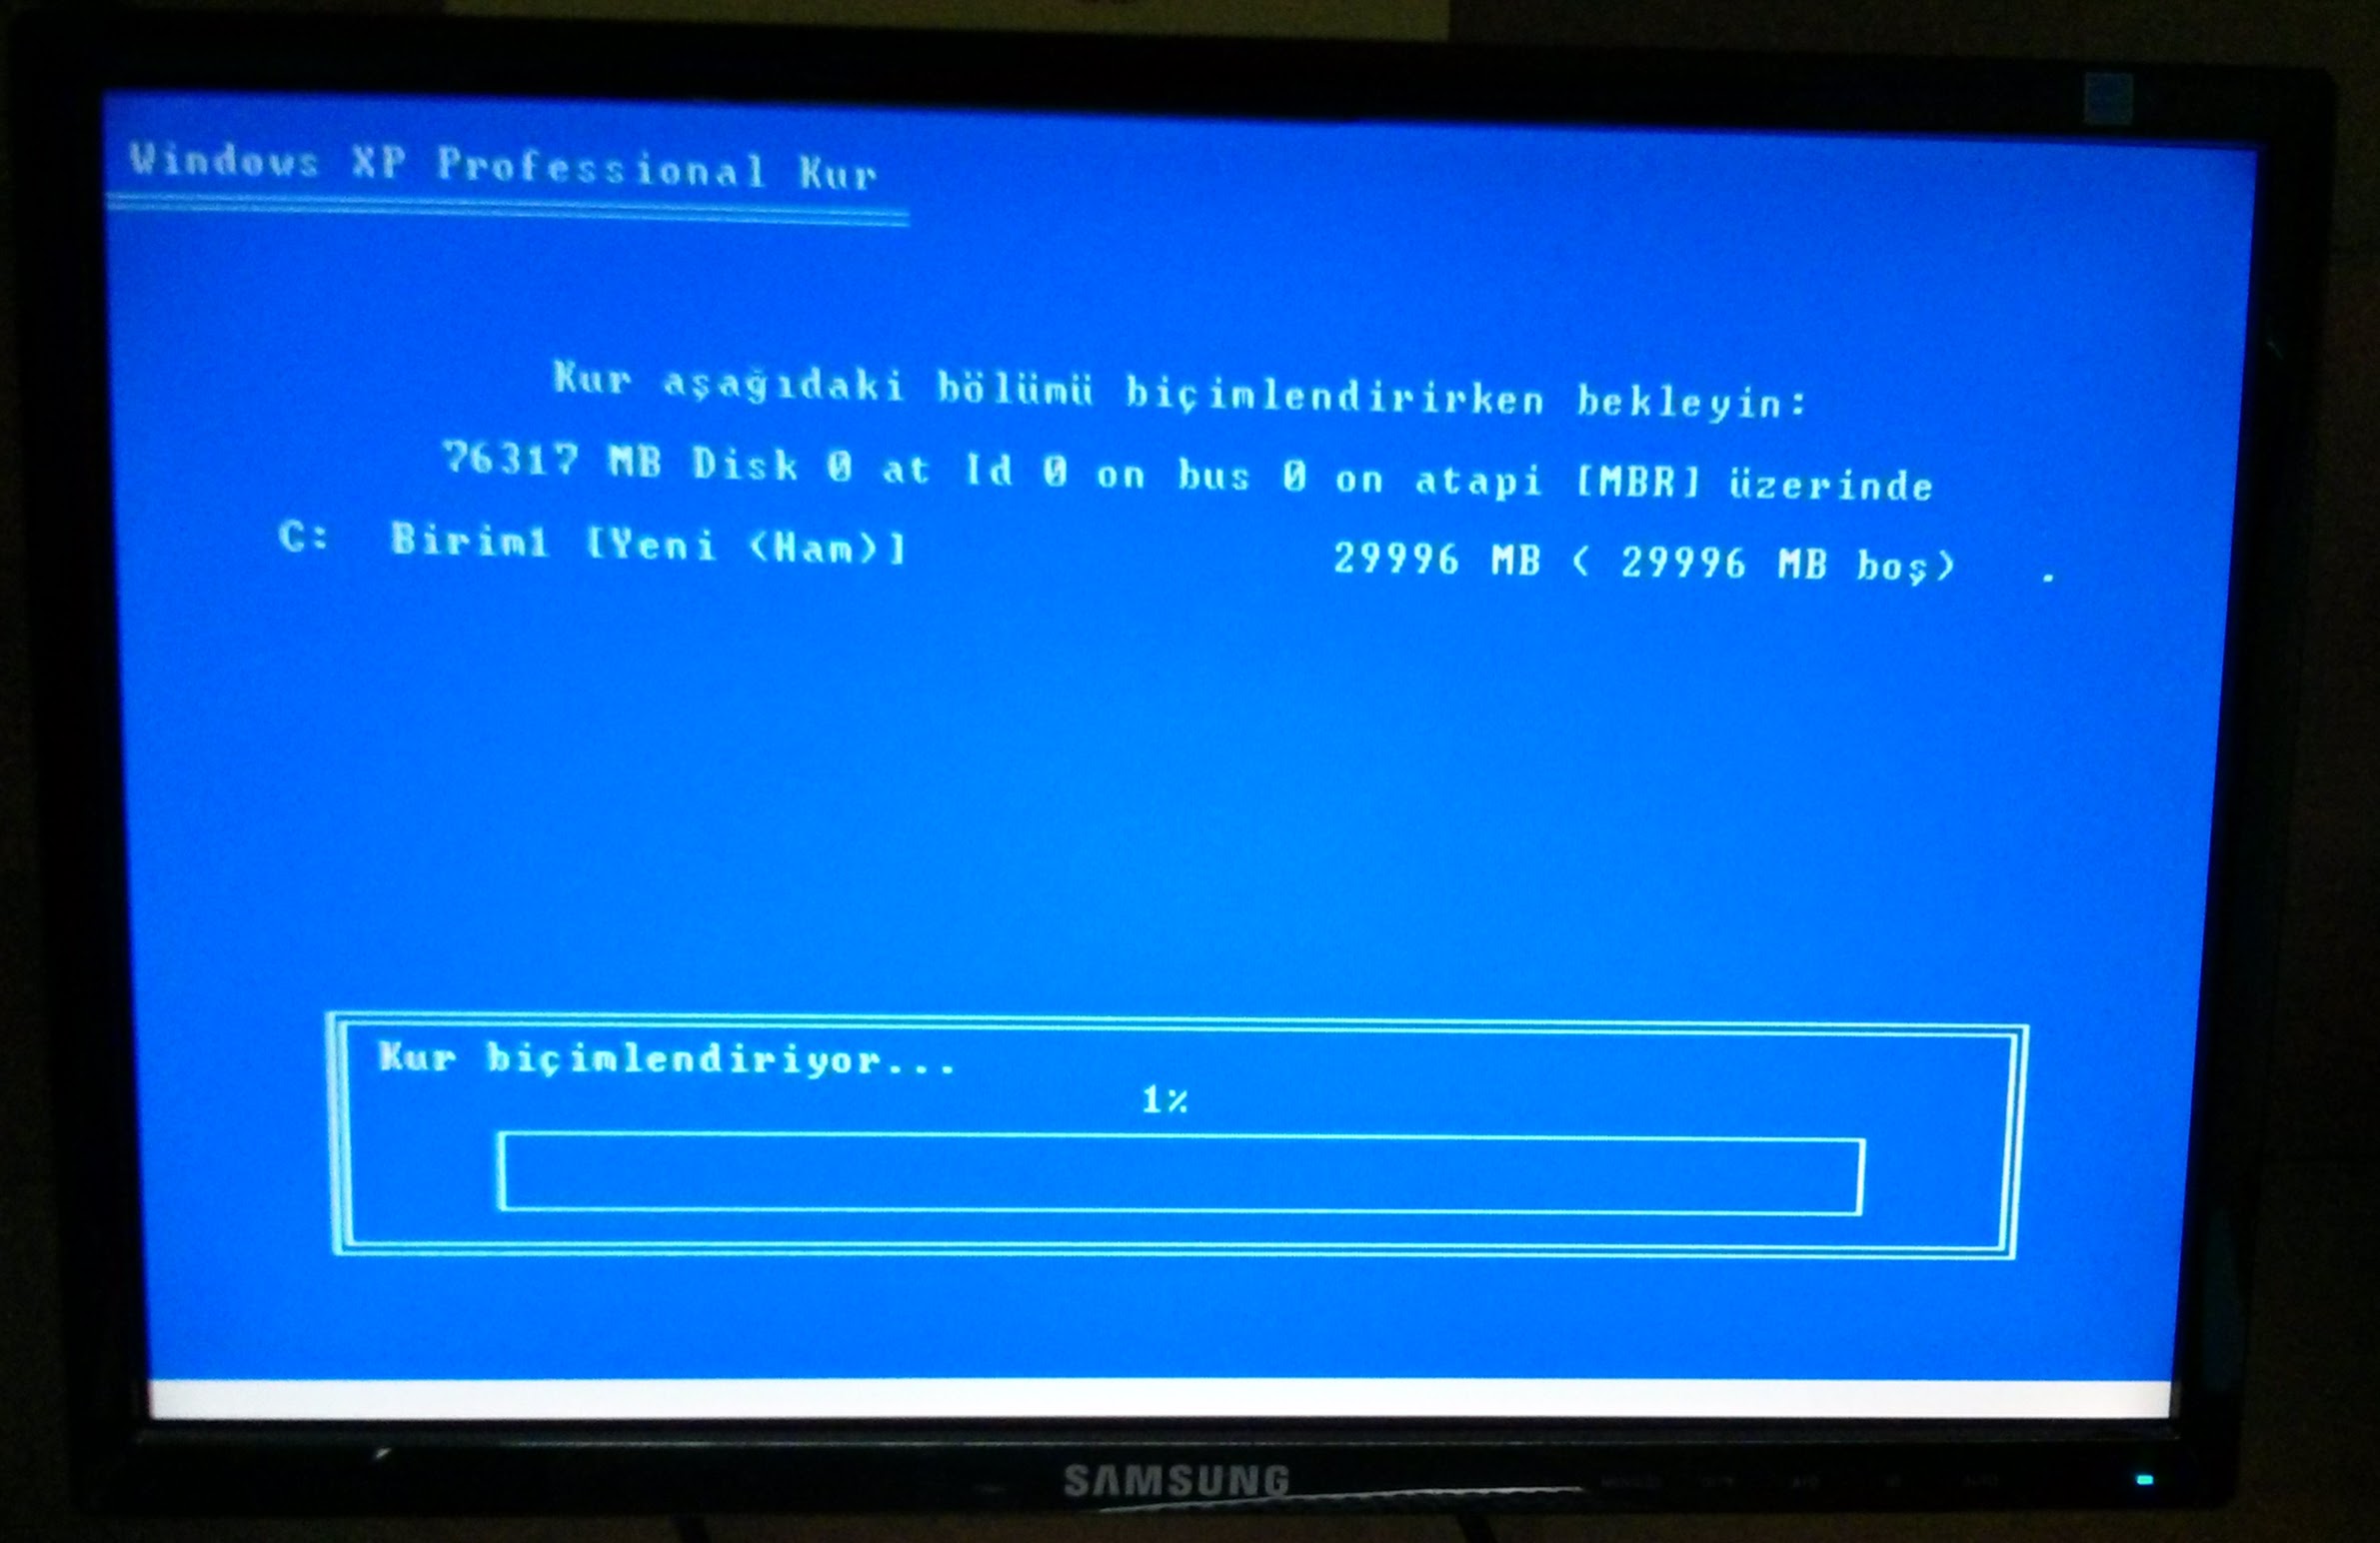 Windows XP Professional Kur
Kur aşağıdaki bölümü biçimlendirirken bekleyin:
76317 MB Disk 0 at Id 0 on bus 0 on atapi [MBR] üzerinde
C: Birim1 [Yeni <Ham>] 29996 MB < 29996 MB boş> .
Kur biçimlendiriyor...
1%
SAMSUNG